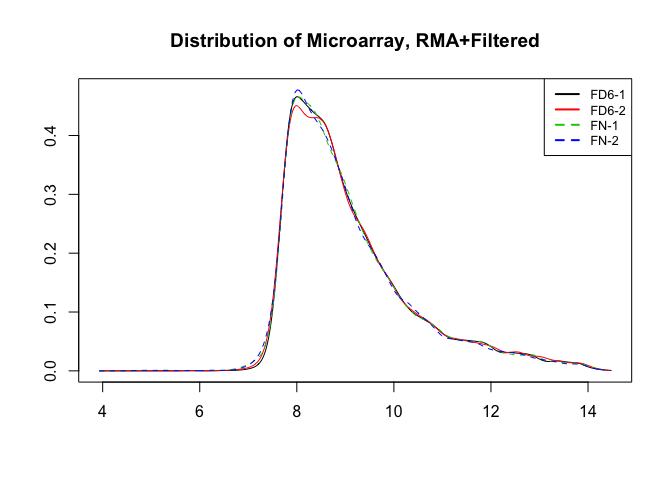 Distribution of Microarray, RMA+Filtered
FD6-1
FD6-2
FN-1
FN-2
0.4
0.3
0.2
0.1
0.0
4 6 8 10 12 14